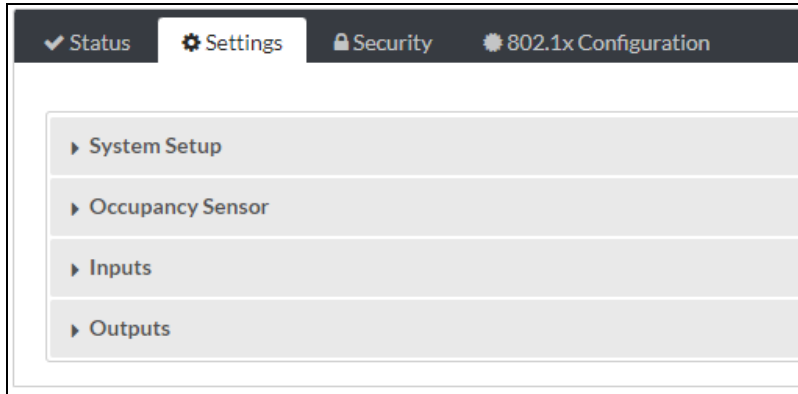 Status Settings Security 802.1x Configuration
System Setup
Occupancy Sensor
Inputs
Outputs